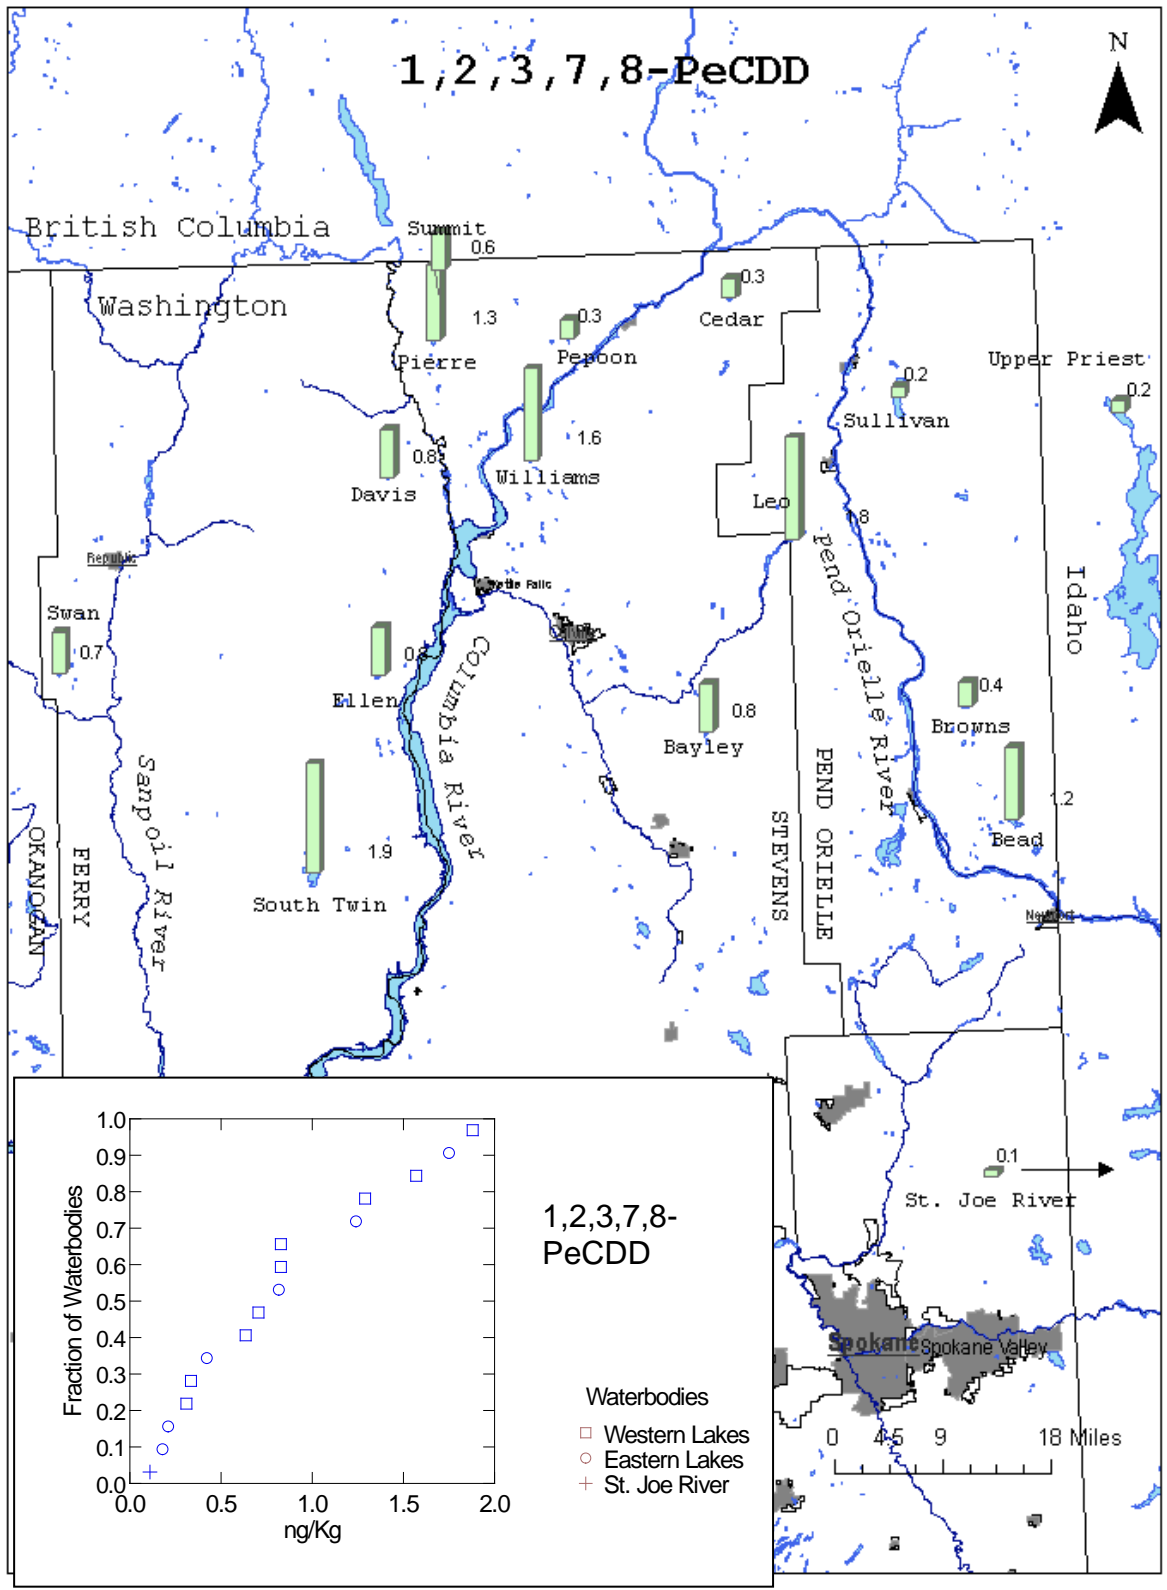 1,2,3,7,8-PeCDD
N
British Columbia
Summit
0.6
Washington
0.3
Cedar
1.3
0.3
Pierre
Pepoon
Upper Priest
0.2
0.2
Sullivan
1.6
0.8
Williams
Davis
Leo
Republic
Pend Orielle River
Idaho
Swan
0.7
Ellen
Columbia River
0.8
Bayley
0.4
Browns
1.2
Bead
Sanpoil River
1.9
South Twin
OKANOGAN
FERRY
STEVENS
PEND ORIELLE
Newport
0.1
St. Joe River
Spokane
Spokane Valley
0 4.5 9 18 Miles
1,2,3,7,8-
PeCDD
Fraction of Waterbodies
1.0
0.9
0.8
0.7
0.6
0.5
0.4
0.3
0.2
0.1
0.0
0.0 0.5 1.0 1.5 2.0
ng/Kg
Waterbodies
Western Lakes
Eastern Lakes
St. Joe River